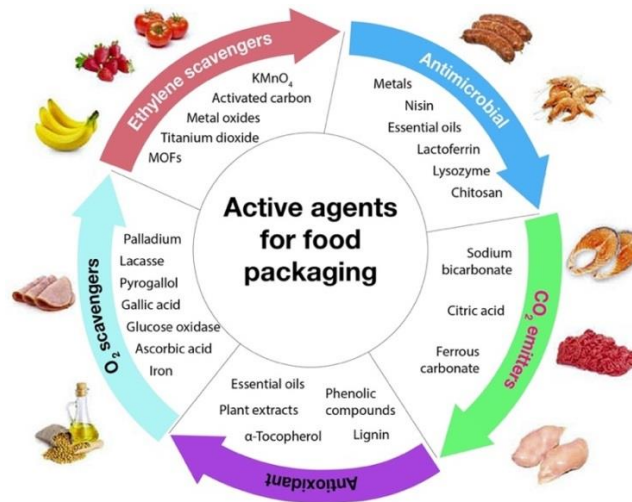 Active agents
for food
packaging
Ethylene scavengers
KMnO₄
Activated carbon
Metal oxides
Titanium dioxide
MOFs
Antimicrobial
Metals
Nisin
Essential oils
Lactoferrin
Lysozyme
Chitosan
CO₂ emitters
Sodium
bicarbonate
Citric acid
Ferrous
carbonate
Antioxidant
Essential oils
Plant extracts
α-Tocopherol
Phenolic
compounds
Lignin
O₂ scavengers
Palladium
Lacasse
Pyrogallol
Gallic acid
Glucose oxidase
Ascorbic acid
Iron